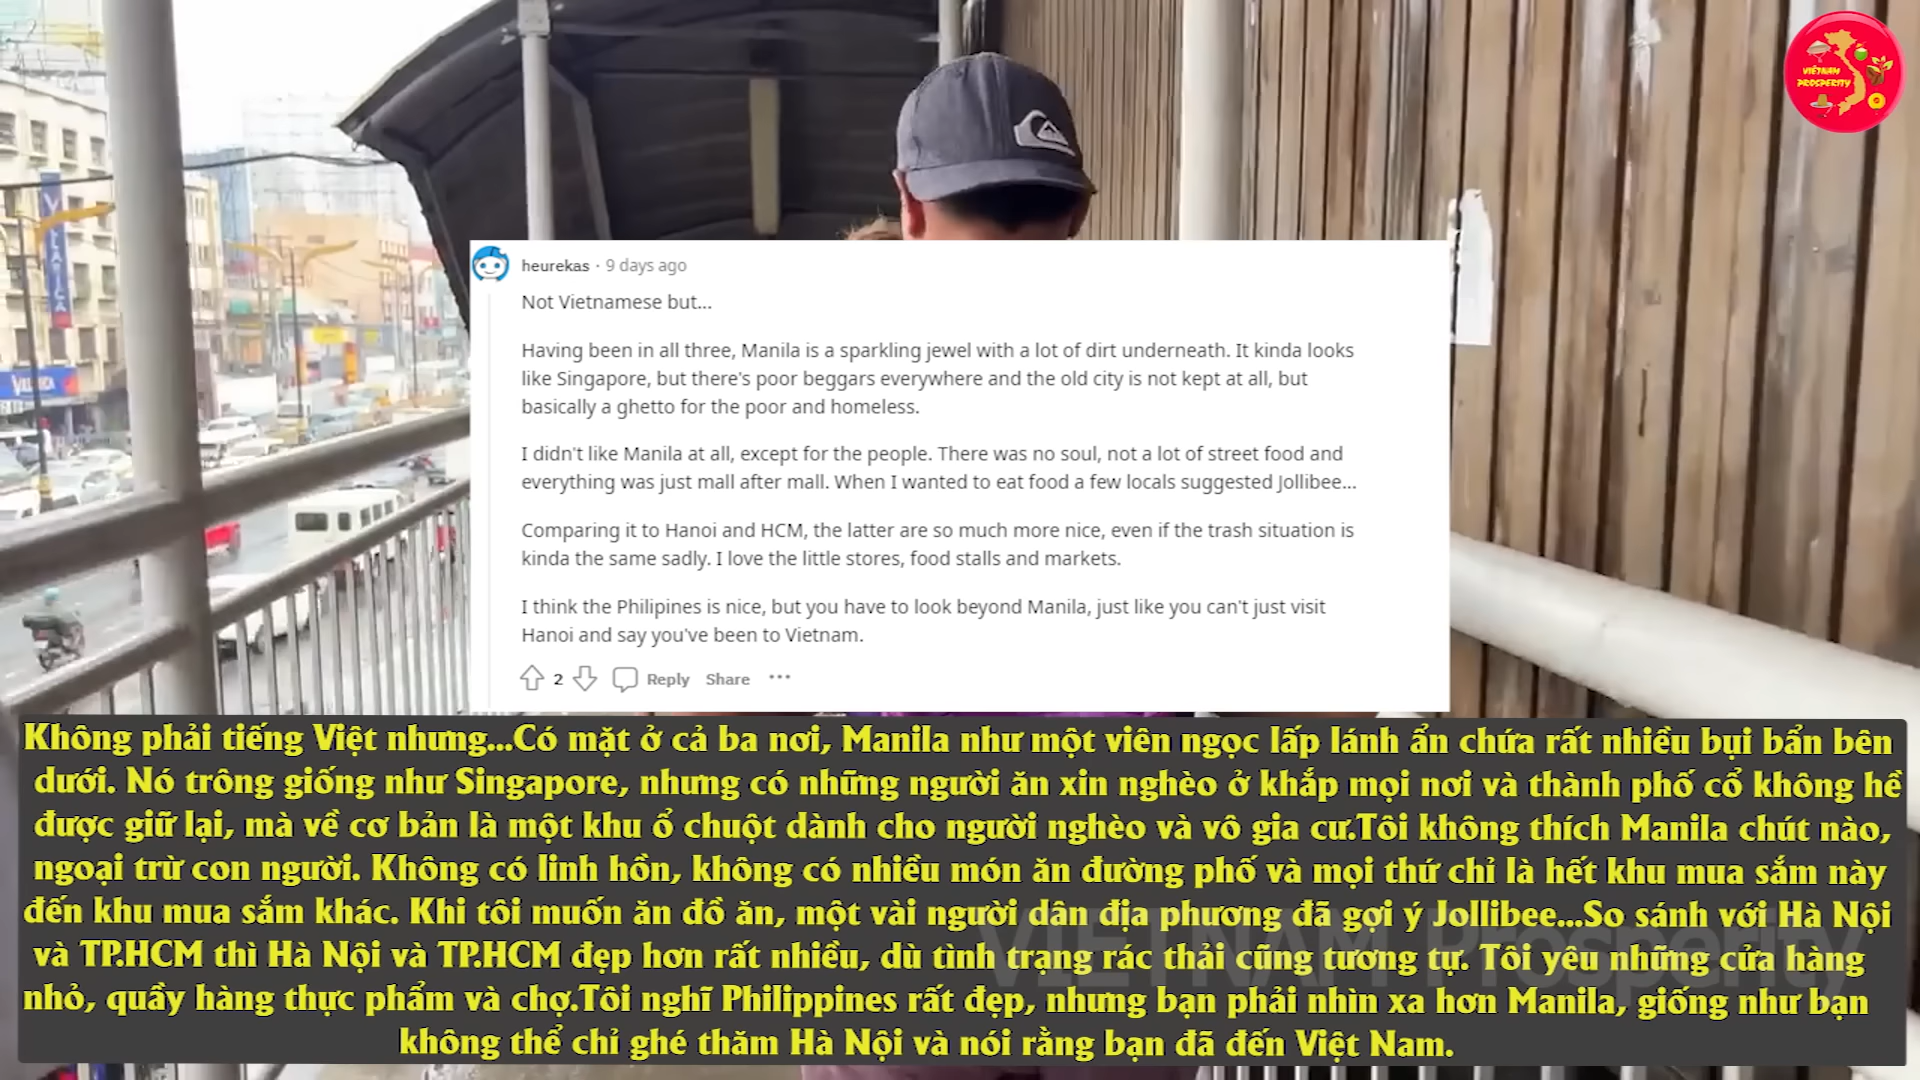 VIỆTNAM
PROSPERITY
heurekas · 9 days ago
Not Vietnamese but...
Having been in all three, Manila is a sparkling jewel with a lot of dirt underneath. It kinda looks
like Singapore, but there's poor beggars everywhere and the old city is not kept at all, but
basically a ghetto for the poor and homeless.
I didn't like Manila at all, except for the people. There was no soul, not a lot of street food and
everything was just mall after mall. When I wanted to eat food a few locals suggested Jollibee...
Comparing it to Hanoi and HCM, the latter are so much more nice, even if the trash situation is
kinda the same sadly. I love the little stores, food stalls and markets.
I think the Philipines is nice, but you have to look beyond Manila, just like you can't just visit
Hanoi and say you've been to Vietnam.
2 Reply Share ...
Không phải tiếng Việt nhưng...Có mặt ở cả ba nơi, Manila như một viên ngọc lấp lánh ẩn chứa rất nhiều bụi bẩn bên
dưới. Nó trông giống như Singapore, nhưng có những người ăn xin nghèo ở khắp mọi nơi và thành phố cổ không hề
được giữ lại, mà về cơ bản là một khu ổ chuột dành cho người nghèo và vô gia cư.Tôi không thích Manila chút nào,
ngoại trừ con người. Không có linh hồn, không có nhiều món ăn đường phố và mọi thứ chỉ là hết khu mua sắm này
đến khu mua sắm khác. Khi tôi muốn ăn đồ ăn, một vài người dân địa phương đã gợi ý Jollibee...So sánh với Hà Nội
và TP.HCM thì Hà Nội và TP.HCM đẹp hơn rất nhiều, dù tình trạng rác thải cũng tương tự. Tôi yêu những cửa hàng
nhỏ, quầy hàng thực phẩm và chợ.Tôi nghĩ Philippines rất đẹp, nhưng bạn phải nhìn xa hơn Manila, giống như bạn
không thể chỉ ghé thăm Hà Nội và nói rằng bạn đã đến Việt Nam.
VIETNAM Prosperity